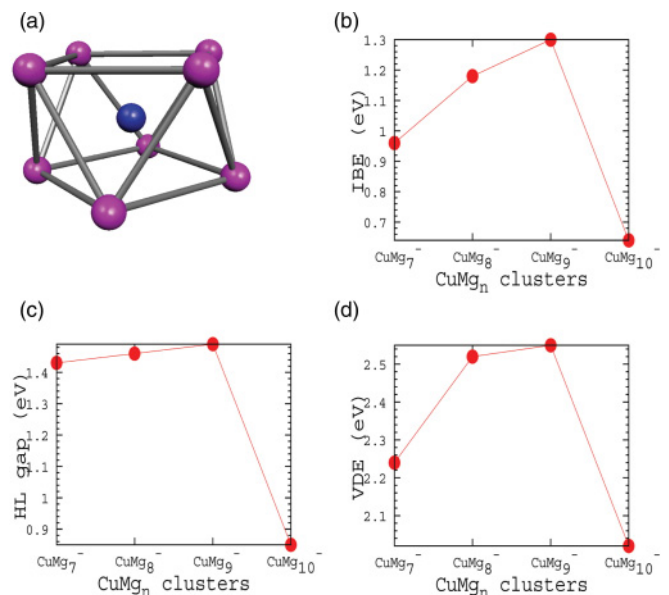 (a)
(b)
IBE (eV)
1.3
1.2
1.1
1
0.9
0.8
0.7
CuMg₇⁻ CuMg₈⁻ CuMg₉⁻ CuMg₁₀⁻
CuMgₙ clusters
(c)
HL gap (eV)
1.4
1.3
1.2
1.1
1
0.9
CuMg₇⁻ CuMg₈⁻ CuMg₉⁻ CuMg₁₀⁻
CuMgₙ clusters
(d)
VDE (eV)
2.5
2.4
2.3
2.2
2.1
CuMg₇⁻ CuMg₈⁻ CuMg₉⁻ CuMg₁₀⁻
CuMgₙ clusters